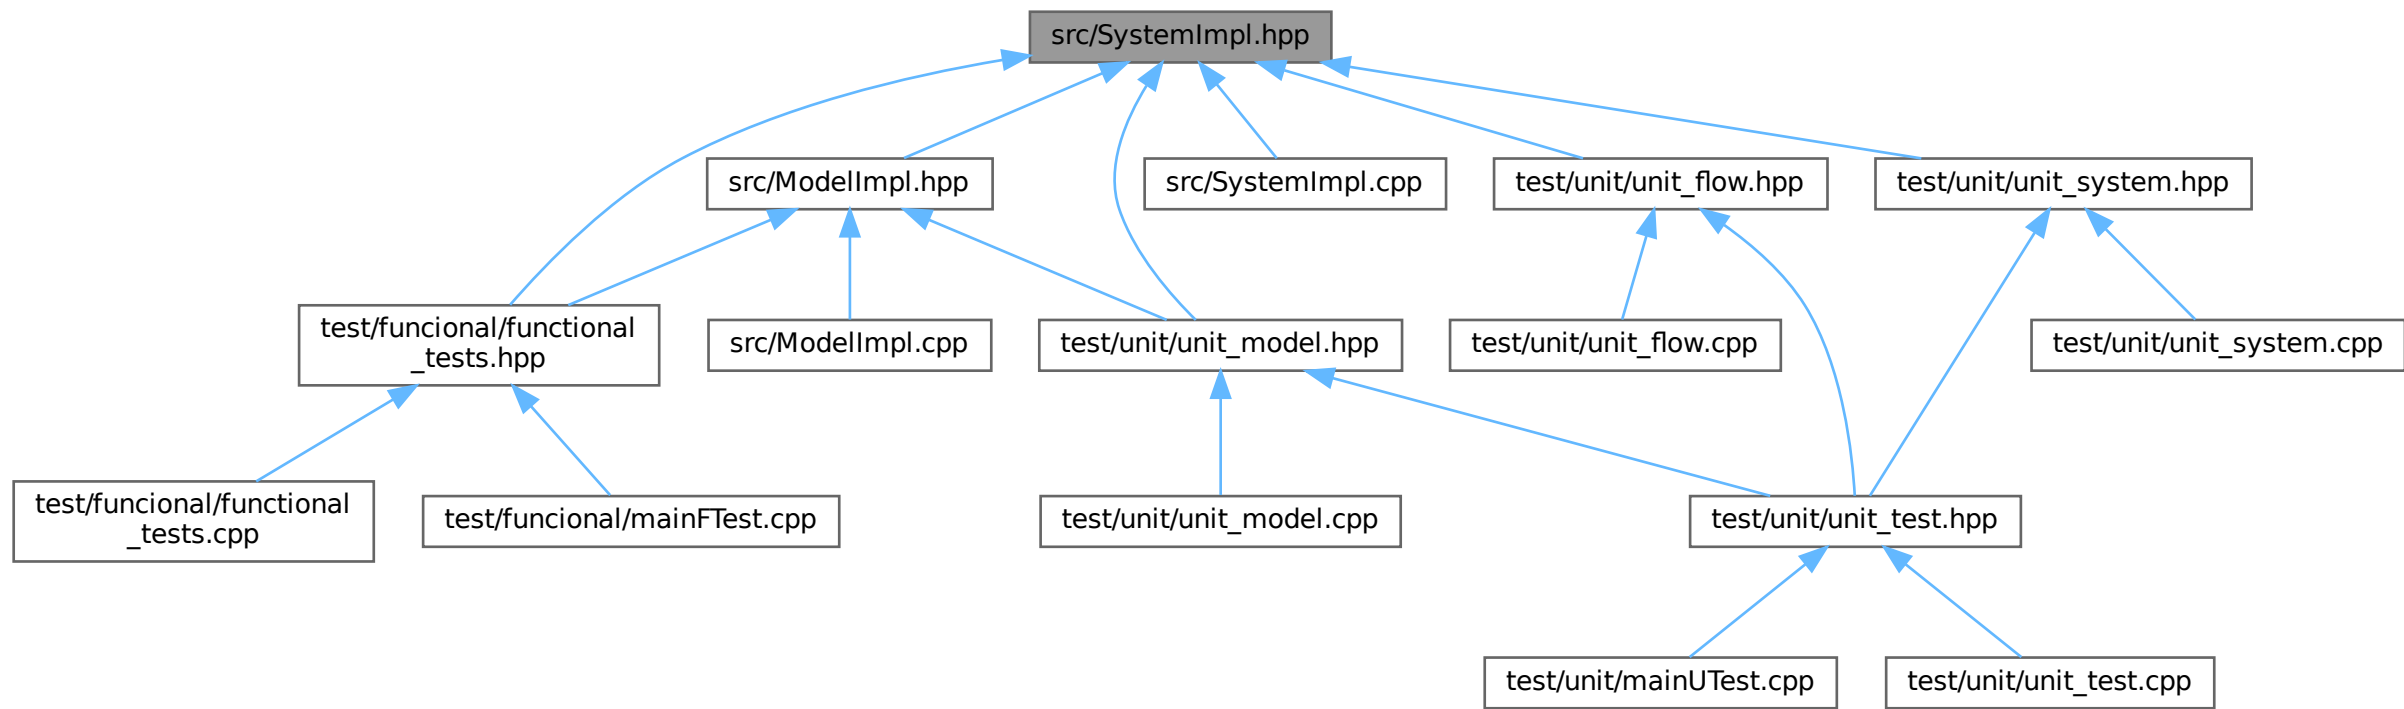 src/SystemImpl.hpp
src/ModelImpl.hpp
src/SystemImpl.cpp
test/unit/unit_flow.hpp
test/unit/unit_system.hpp
test/funcional/functional
_tests.hpp
src/ModelImpl.cpp
test/unit/unit_model.hpp
test/unit/unit_flow.cpp
test/unit/unit_system.cpp
test/funcional/functional
_tests.cpp
test/funcional/mainFTest.cpp
test/unit/unit_model.cpp
test/unit/unit_test.hpp
test/unit/mainUTest.cpp
test/unit/unit_test.cpp